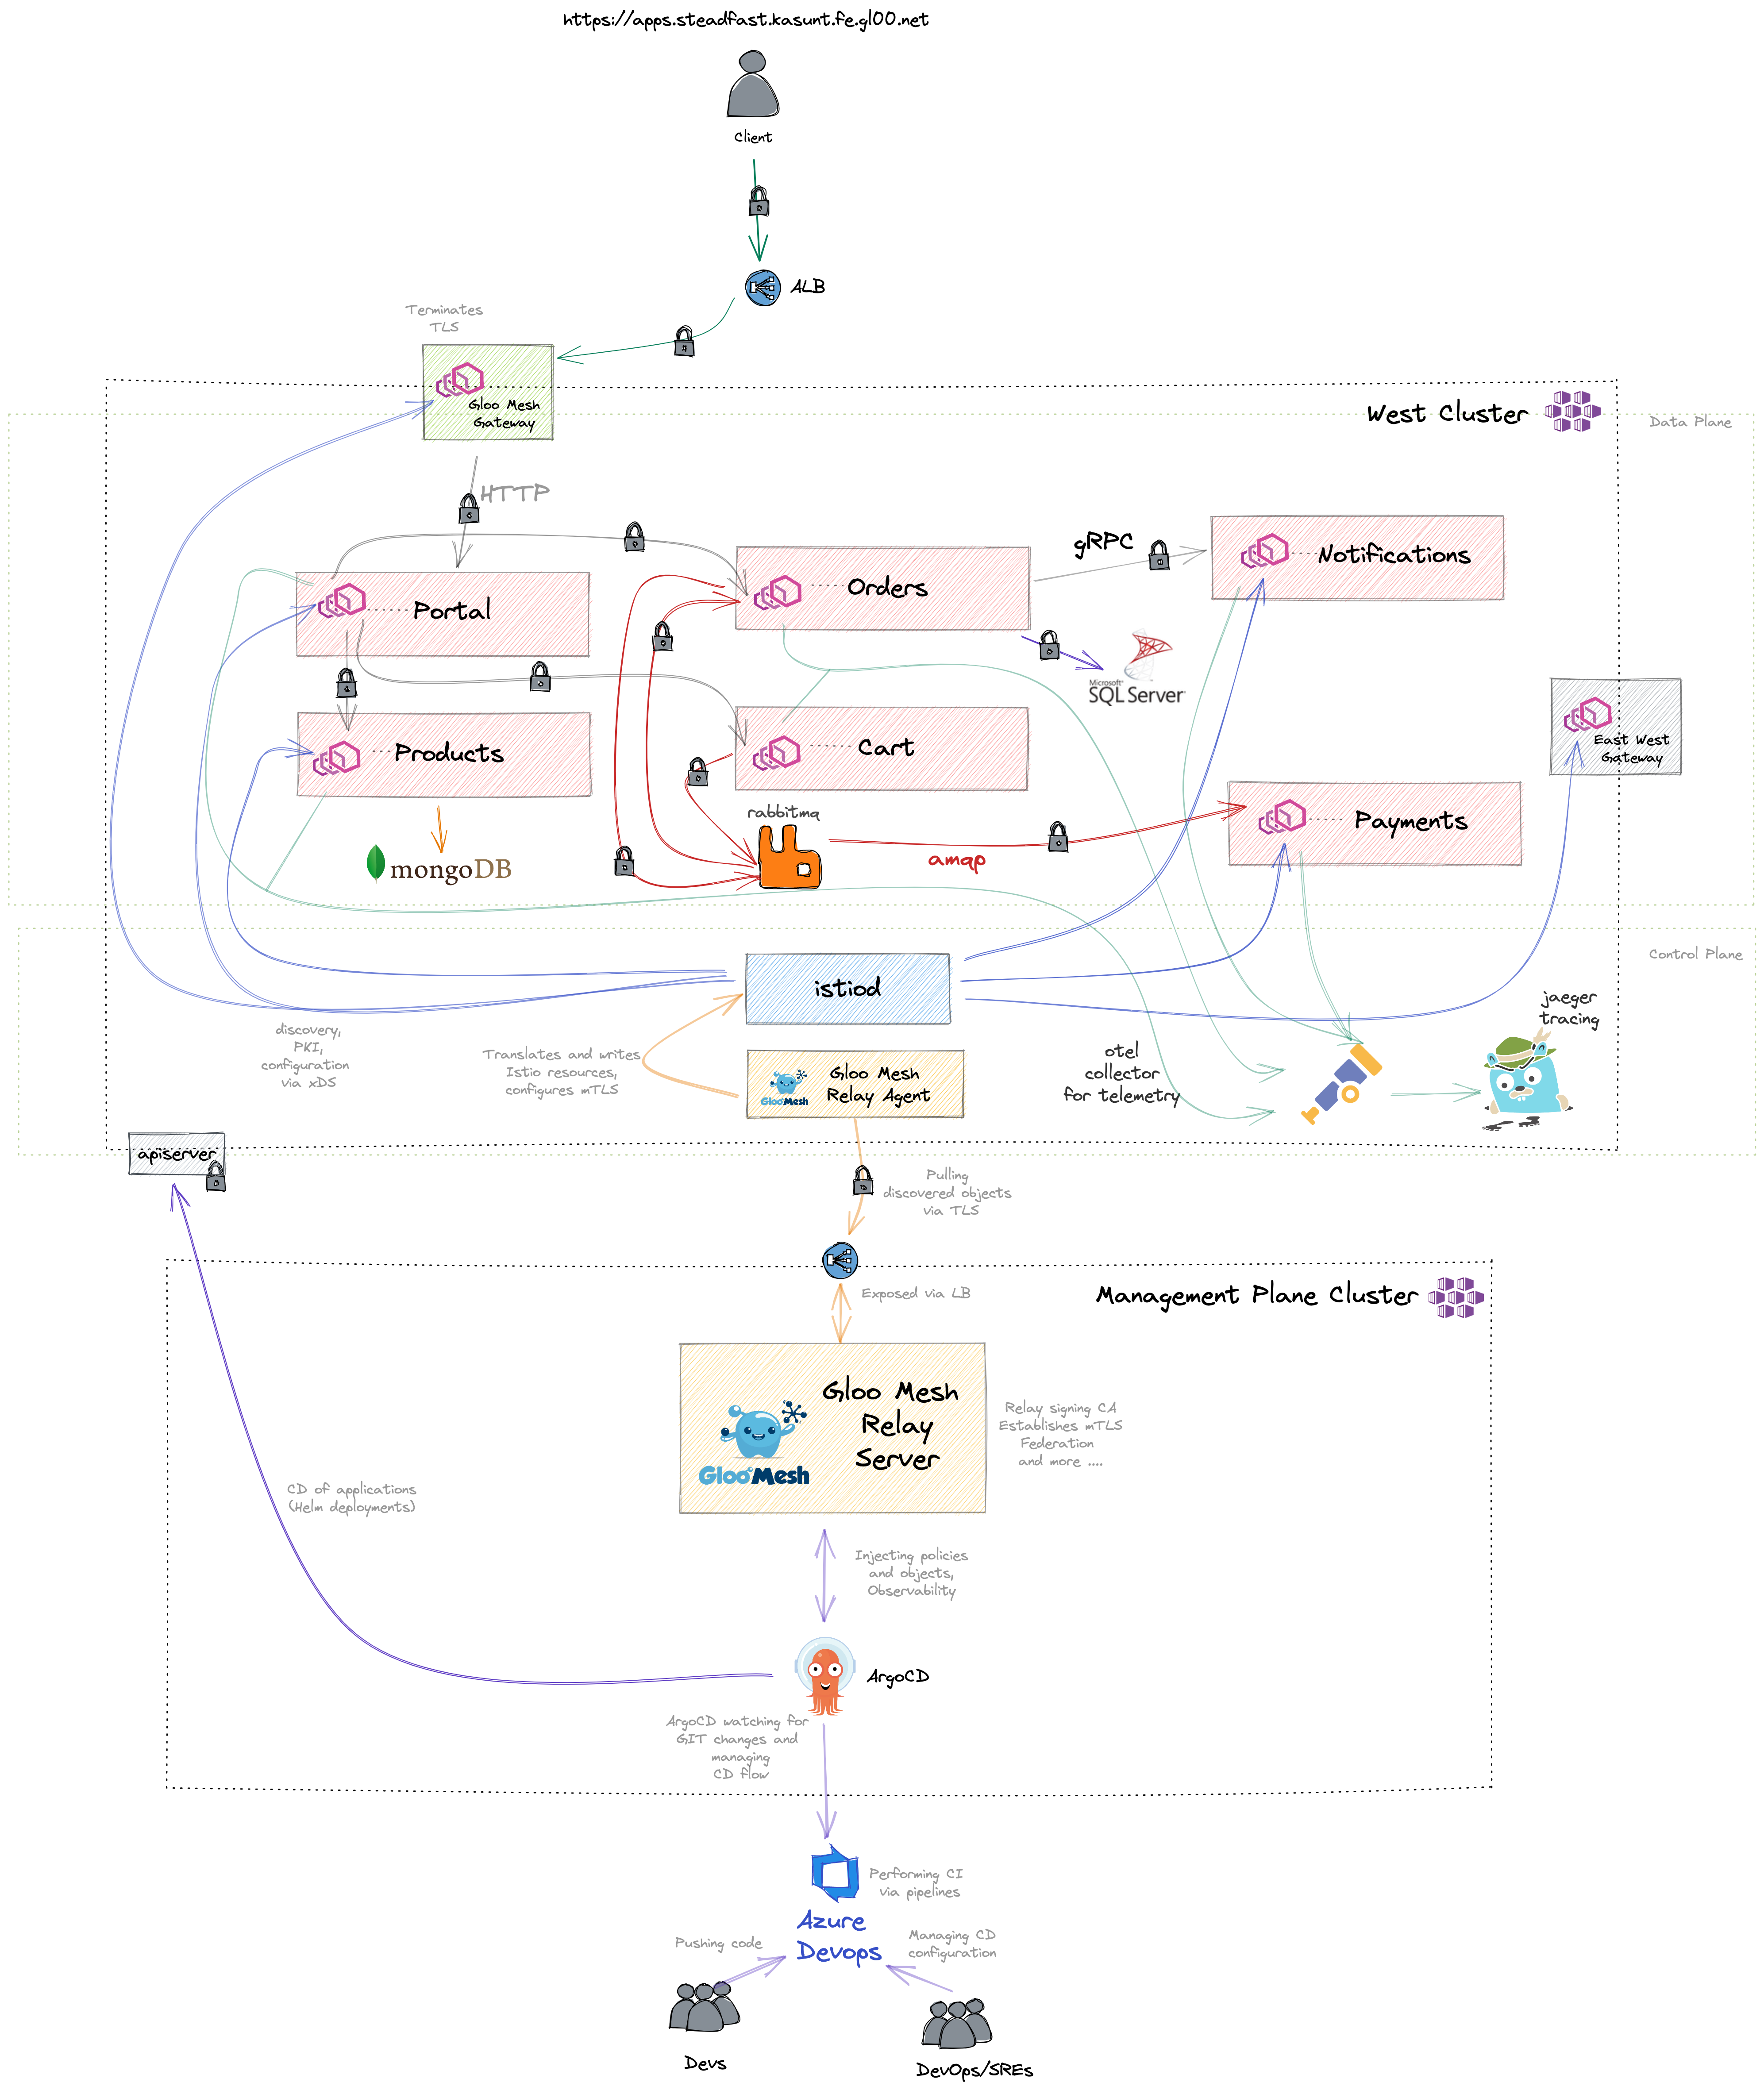 https://apps.steadfast.kasunt.fe.gl00.net
Client
ALB
Terminates
TLS
Gloo Mesh
Gateway
West Cluster
Data Plane
HTTP
gRPC
Notifications
Orders
Portal
Microsoft
SQL Server
East West
Gateway
Products
Cart
rabbitmq
Payments
amqp
mongoDB
Control Plane
istiod
jaeger
tracing
discovery,
PKI,
configuration
via xDS
Translates and writes
Istio resources,
configures mTLS
Gloo Mesh
Relay Agent
Gloo Mesh
otel
collector
for telemetry
apiserver
Pulling
discovered objects
via TLS
Exposed via LB
Management Plane Cluster
Gloo Mesh
Relay
Server
Gloo Mesh
Relay signing CA
Establishes mTLS
Federation
and more ....
CD of applications
(Helm deployments)
Injecting policies
and objects,
Observability
ArgoCD
ArgoCD watching for
GIT changes and
managing
CD flow
Performing CI
via pipelines
Azure
Devops
Pushing code
Managing CD
configuration
Devs
DevOps/SREs